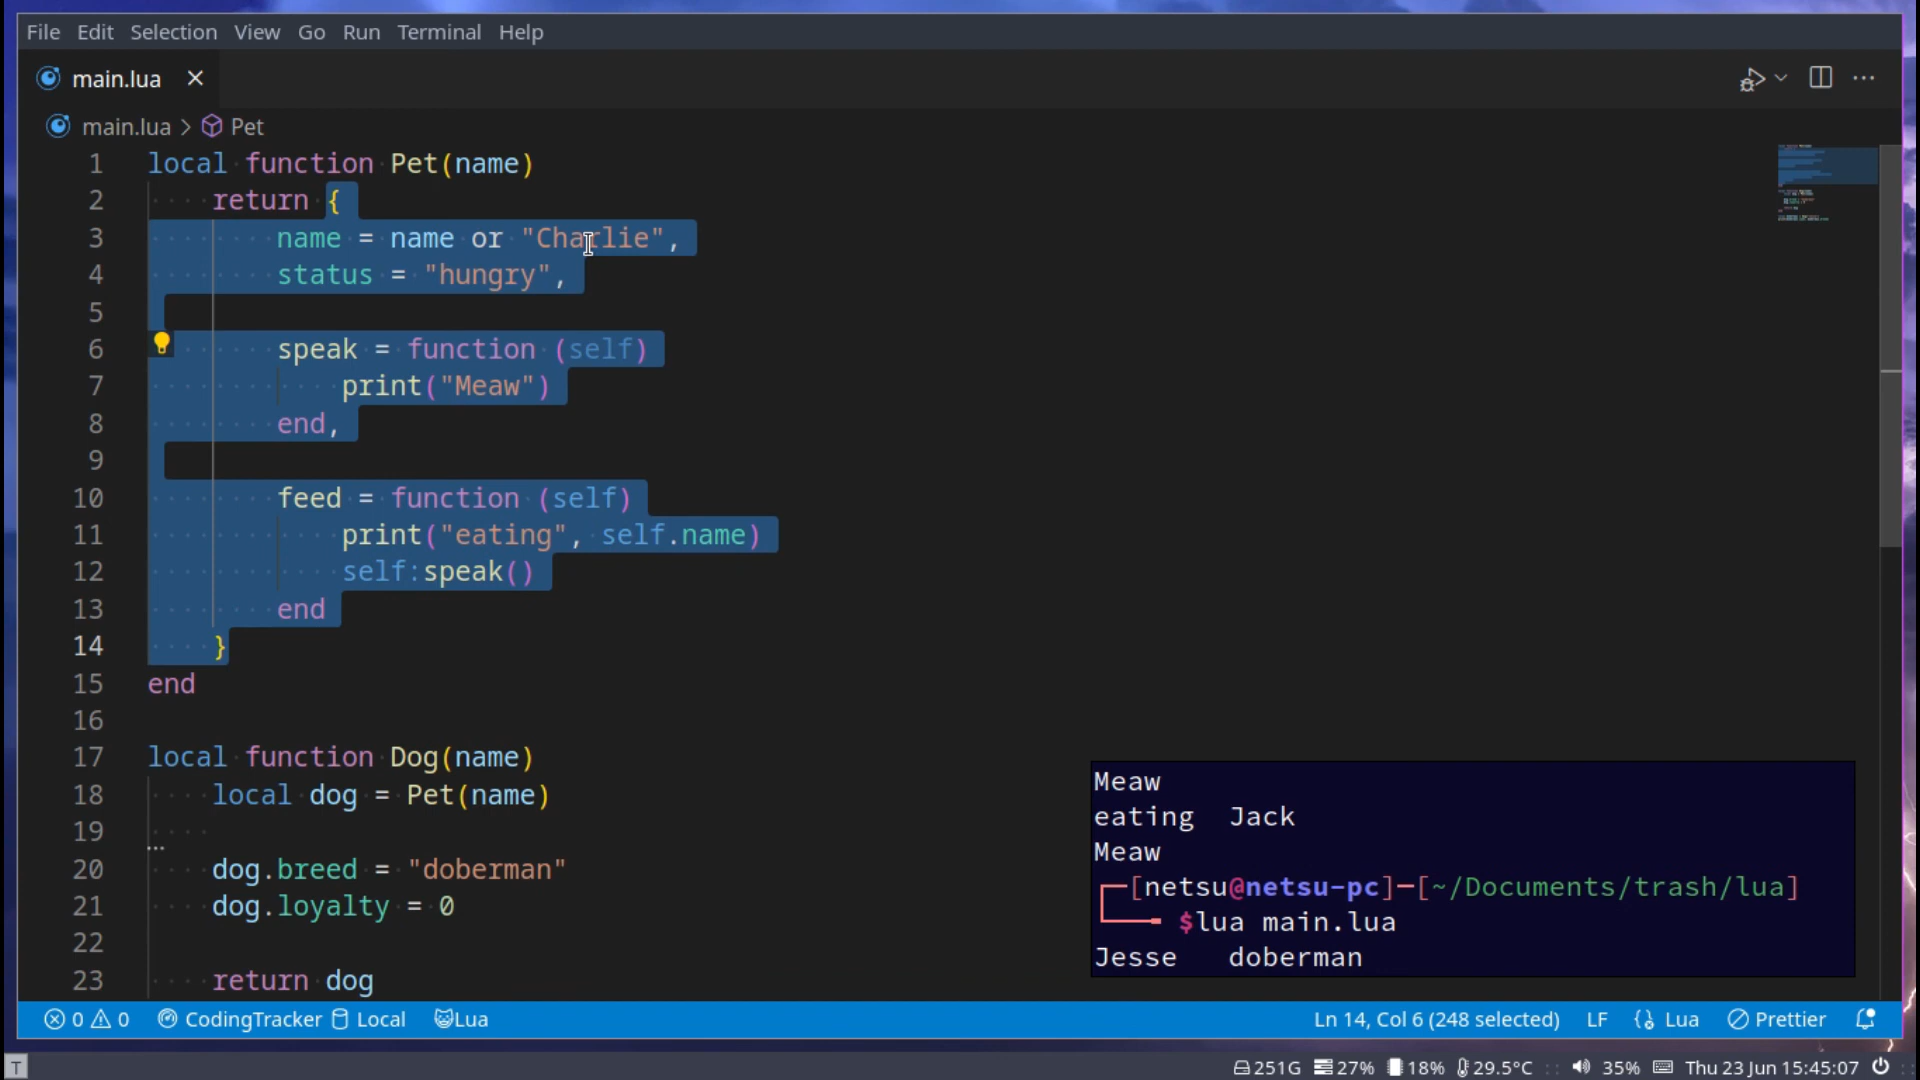 File Edit Selection View Go Run Terminal Help
main.lua
main.lua > Pet
1 local function Pet(name)
2 return {
3 name = name or "Charlie",
4 status = "hungry",
5
6 speak = function (self)
7 print("Meaw")
8 end,
9
10 feed = function (self)
11 print("eating", self.name)
12 self:speak()
13 end
14 }
15 end
16
17 local function Dog(name)
18 local dog = Pet(name)
19
20 dog.breed = "doberman"
21 dog.loyalty = 0
22
23 return dog
Meaw
eating Jack
Meaw
[netsu@netsu-pc]-[~/Documents/trash/lua]
$lua main.lua
Jesse doberman
0 0 CodingTracker Local Lua Ln 14, Col 6 (248 selected) LF Lua Prettier
T 251G 27% 18% 29.5°C 35% Thu 23 Jun 15:45:07